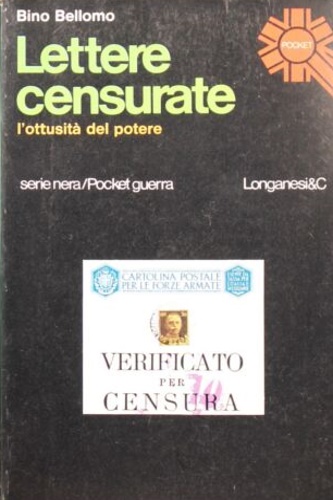 Bino Bellomo
POCKET
Lettere
censurate
l'ottusità del potere
serie nera/Pocket guerra
Longanesi&C
CARTOLINA POSTALE
PER LE FORZE ARMATE
VERIFICATO
PER
CENSURA